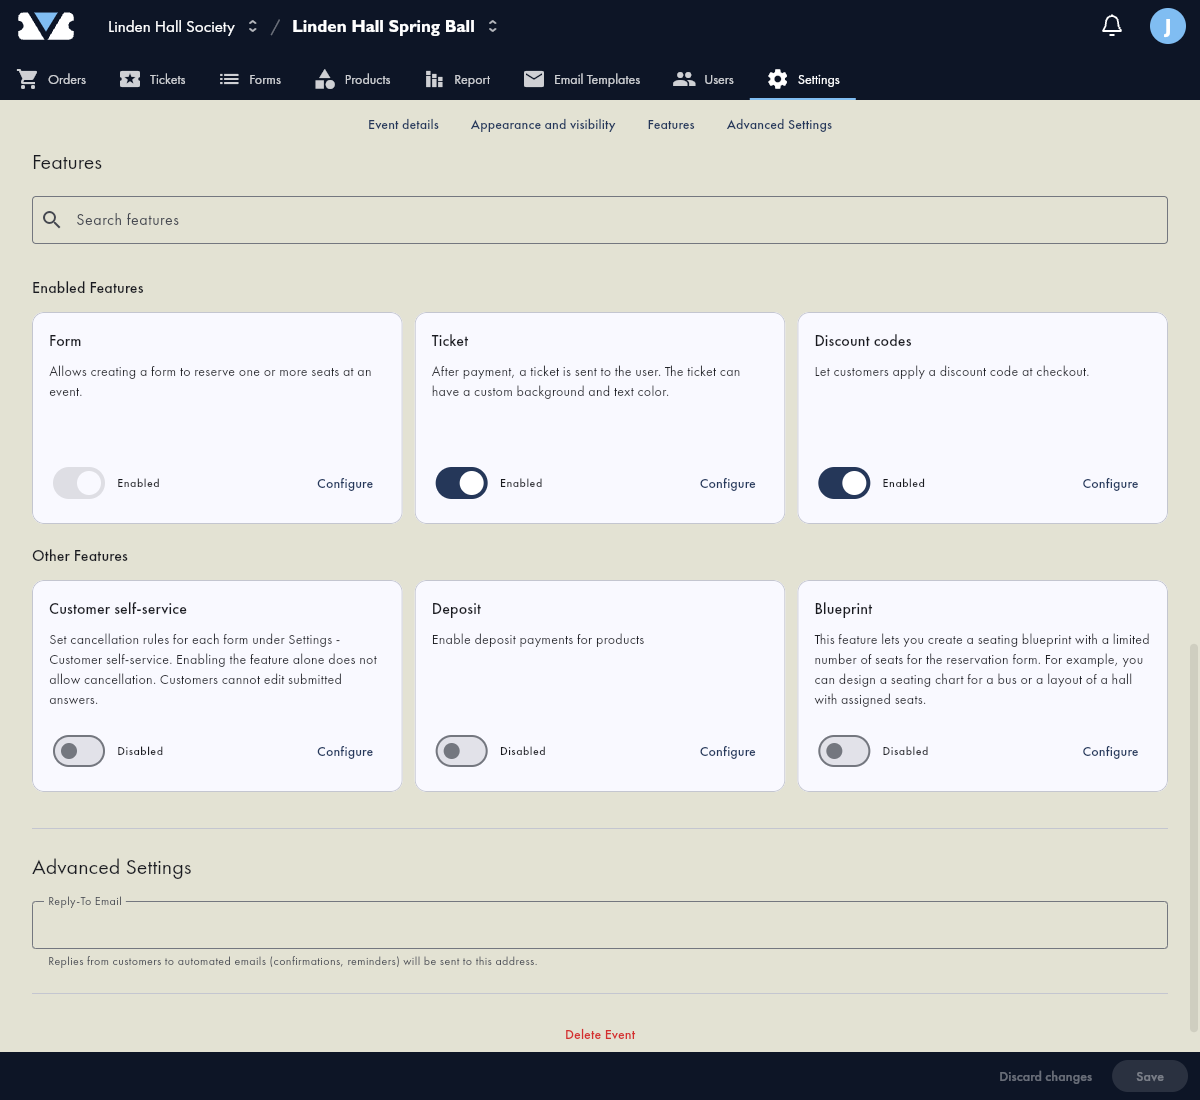 Linden Hall Society / Linden Hall Spring Ball
J
Orders Tickets Forms Products Report Email Templates Users Settings
Event details Appearance and visibility Features Advanced Settings
Features
Search features
Enabled Features
Form
Allows creating a form to reserve one or more seats at an
event.
Enabled Configure
Ticket
After payment, a ticket is sent to the user. The ticket can
have a custom background and text color.
Enabled Configure
Discount codes
Let customers apply a discount code at checkout.
Enabled Configure
Other Features
Customer self-service
Set cancellation rules for each form under Settings -
Customer self-service. Enabling the feature alone does not
allow cancellation. Customers cannot edit submitted
answers.
Disabled Configure
Deposit
Enable deposit payments for products
Disabled Configure
Blueprint
This feature lets you create a seating blueprint with a limited
number of seats for the reservation form. For example, you
can design a seating chart for a bus or a layout of a hall
with assigned seats.
Disabled Configure
Advanced Settings
Reply-To Email
Replies from customers to automated emails (confirmations, reminders) will be sent to this address.
Delete Event
Discard changes Save